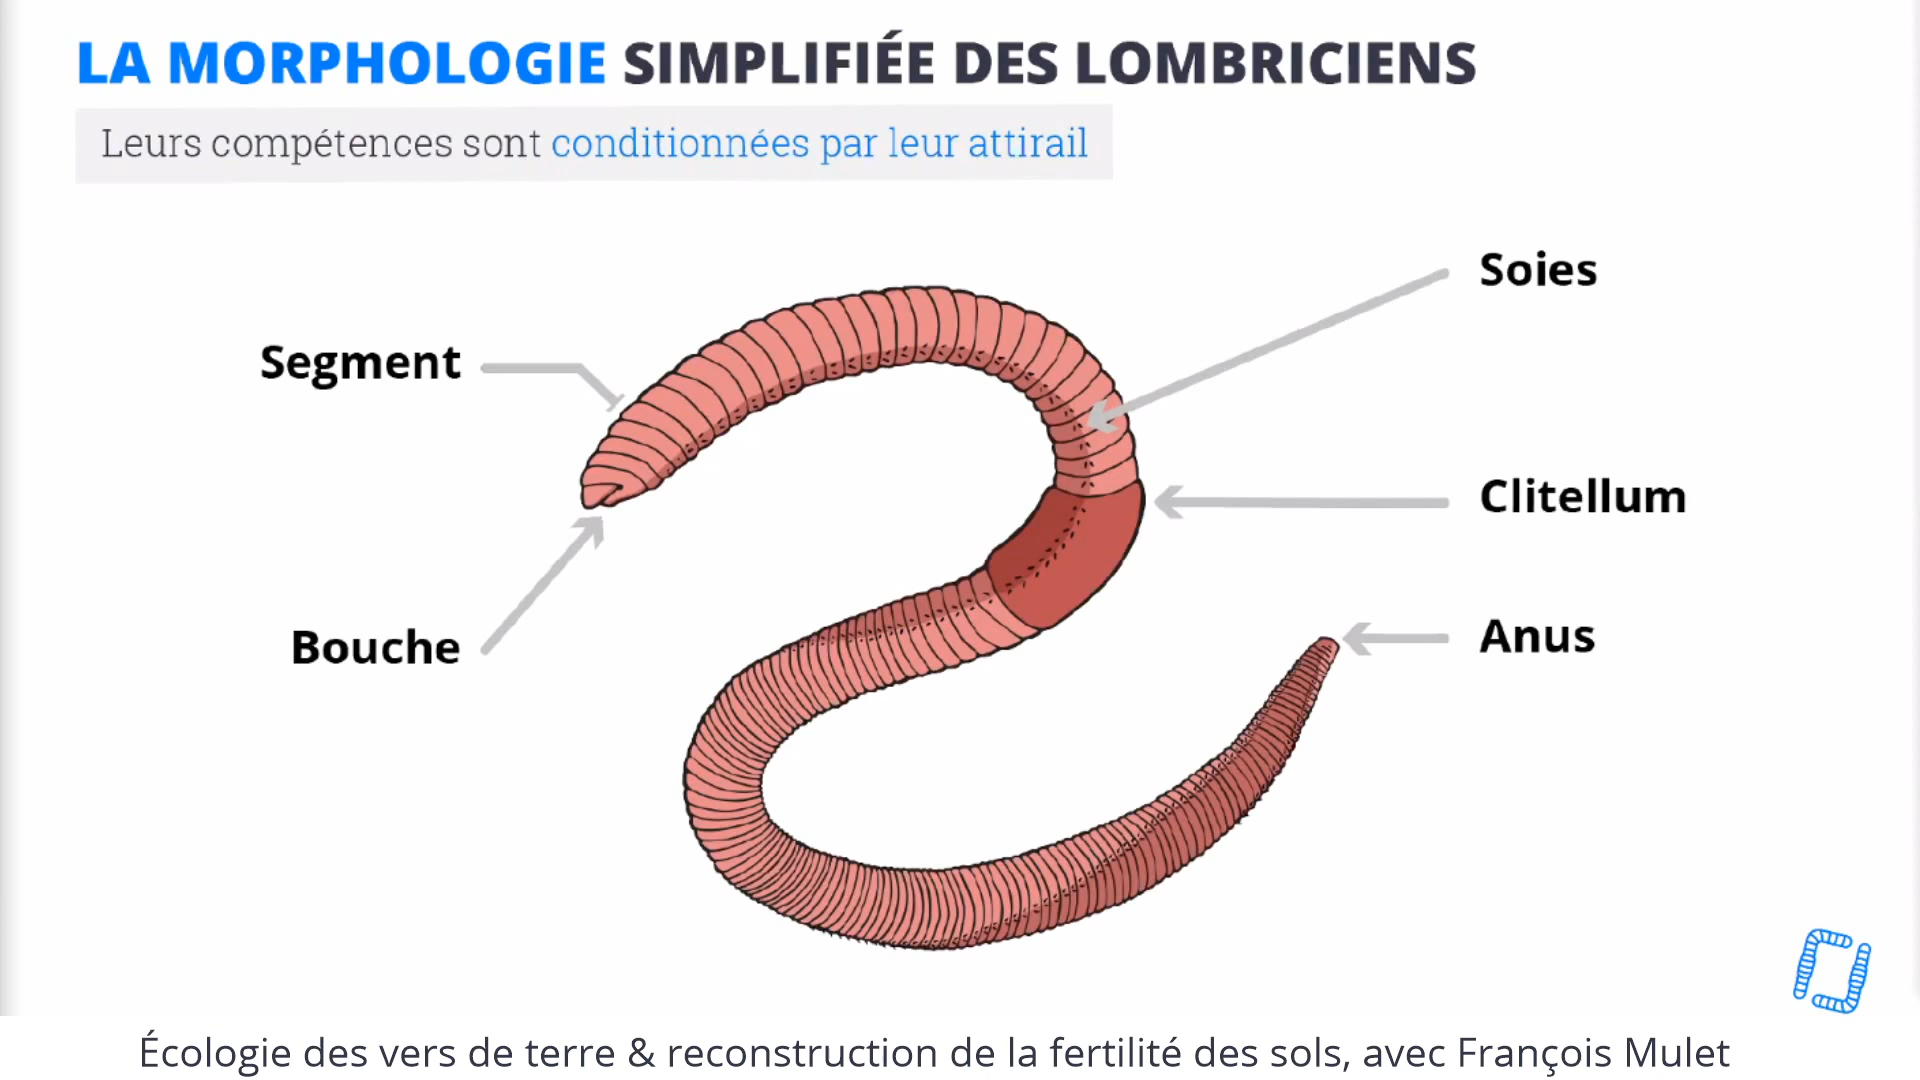 LA MORPHOLOGIE SIMPLIFIÉE DES LOMBRICIENS
Leurs compétences sont conditionnées par leur attirail
Soies
Segment
Clitellum
Bouche
Anus
Écologie des vers de terre & reconstruction de la fertilité des sols, avec François Mulet